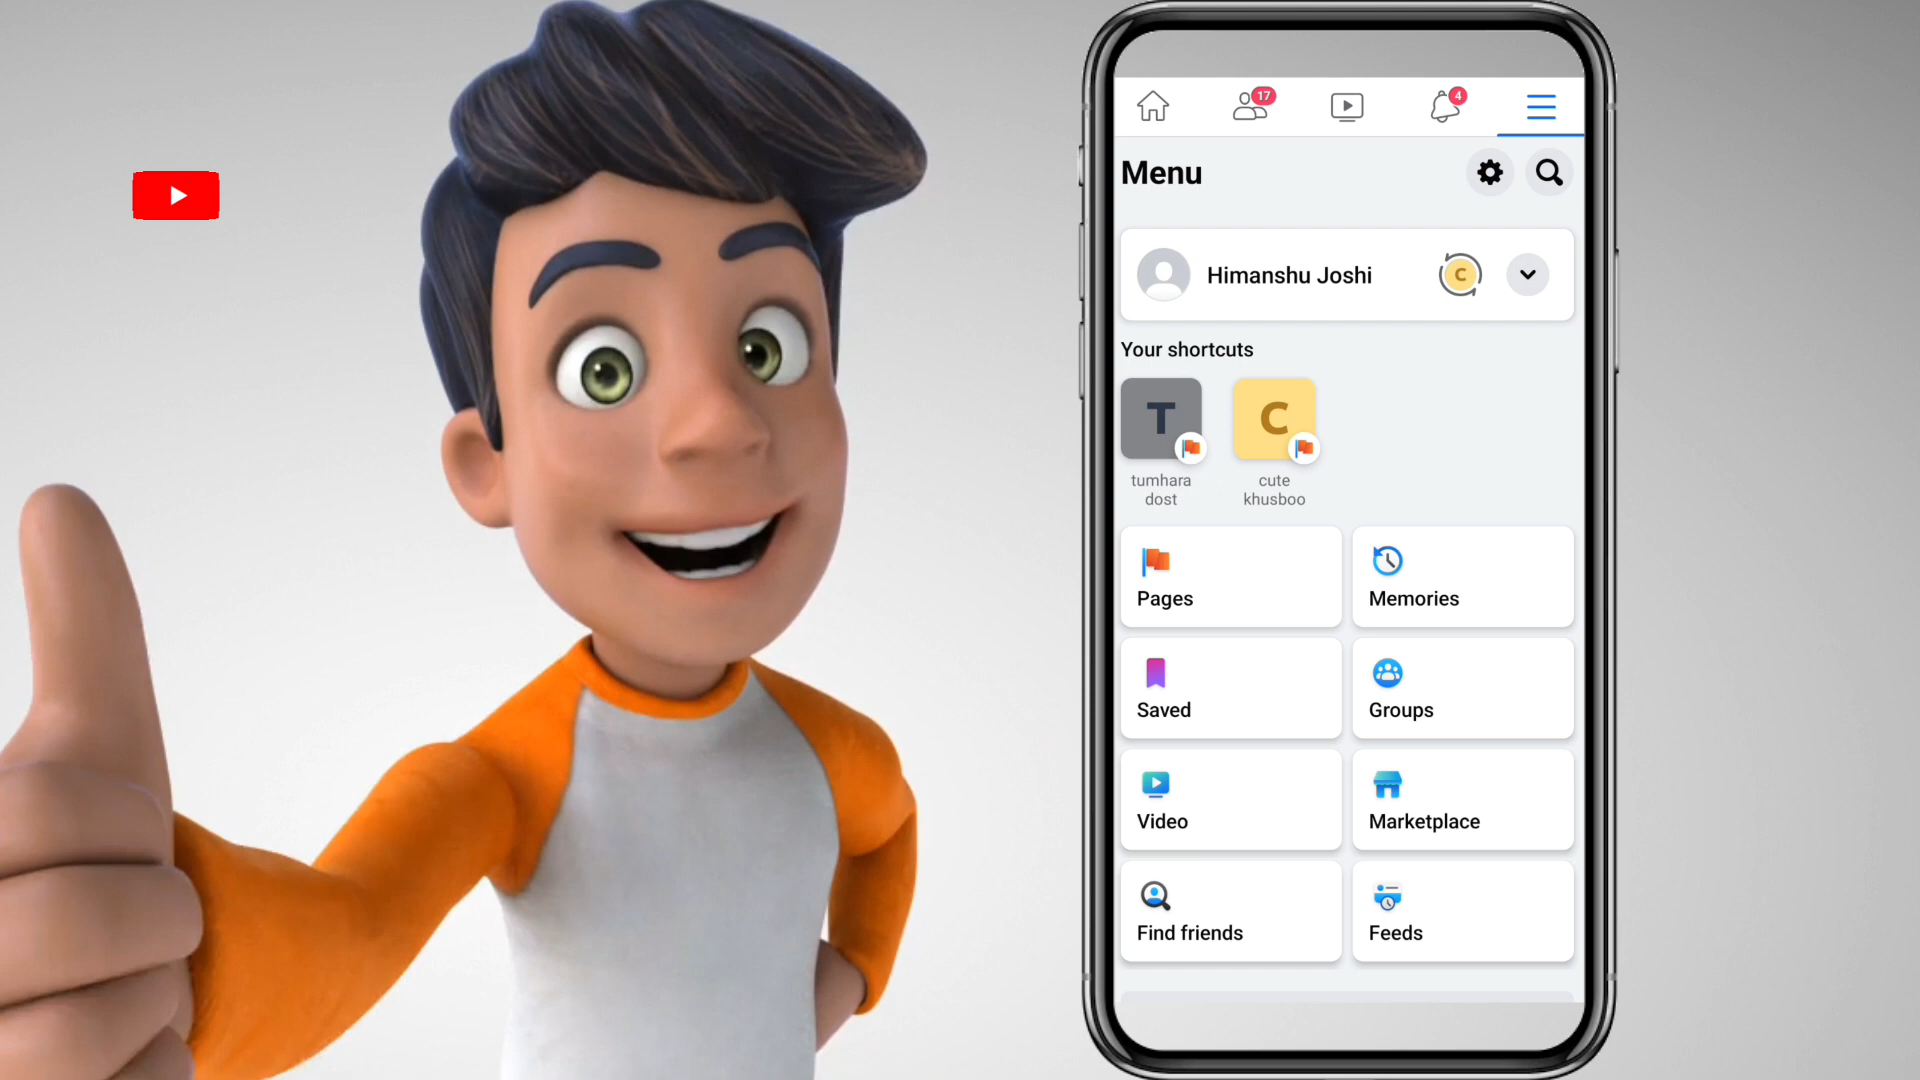 17
4
Menu
Himanshu Joshi
C
Your shortcuts
T
C
tumhara
dost
cute
khusboo
Pages
Memories
Saved
Groups
Video
Marketplace
Find friends
Feeds